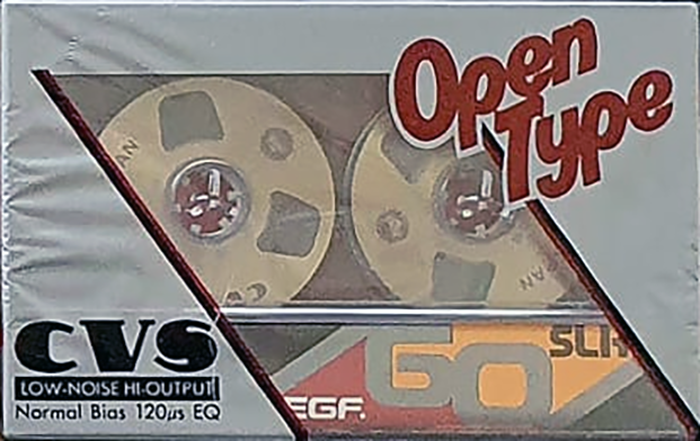 Open
Type
CVS
LOW-NOISE HI-OUTPUT
Normal Bias 120µs EQ
EGF.
60